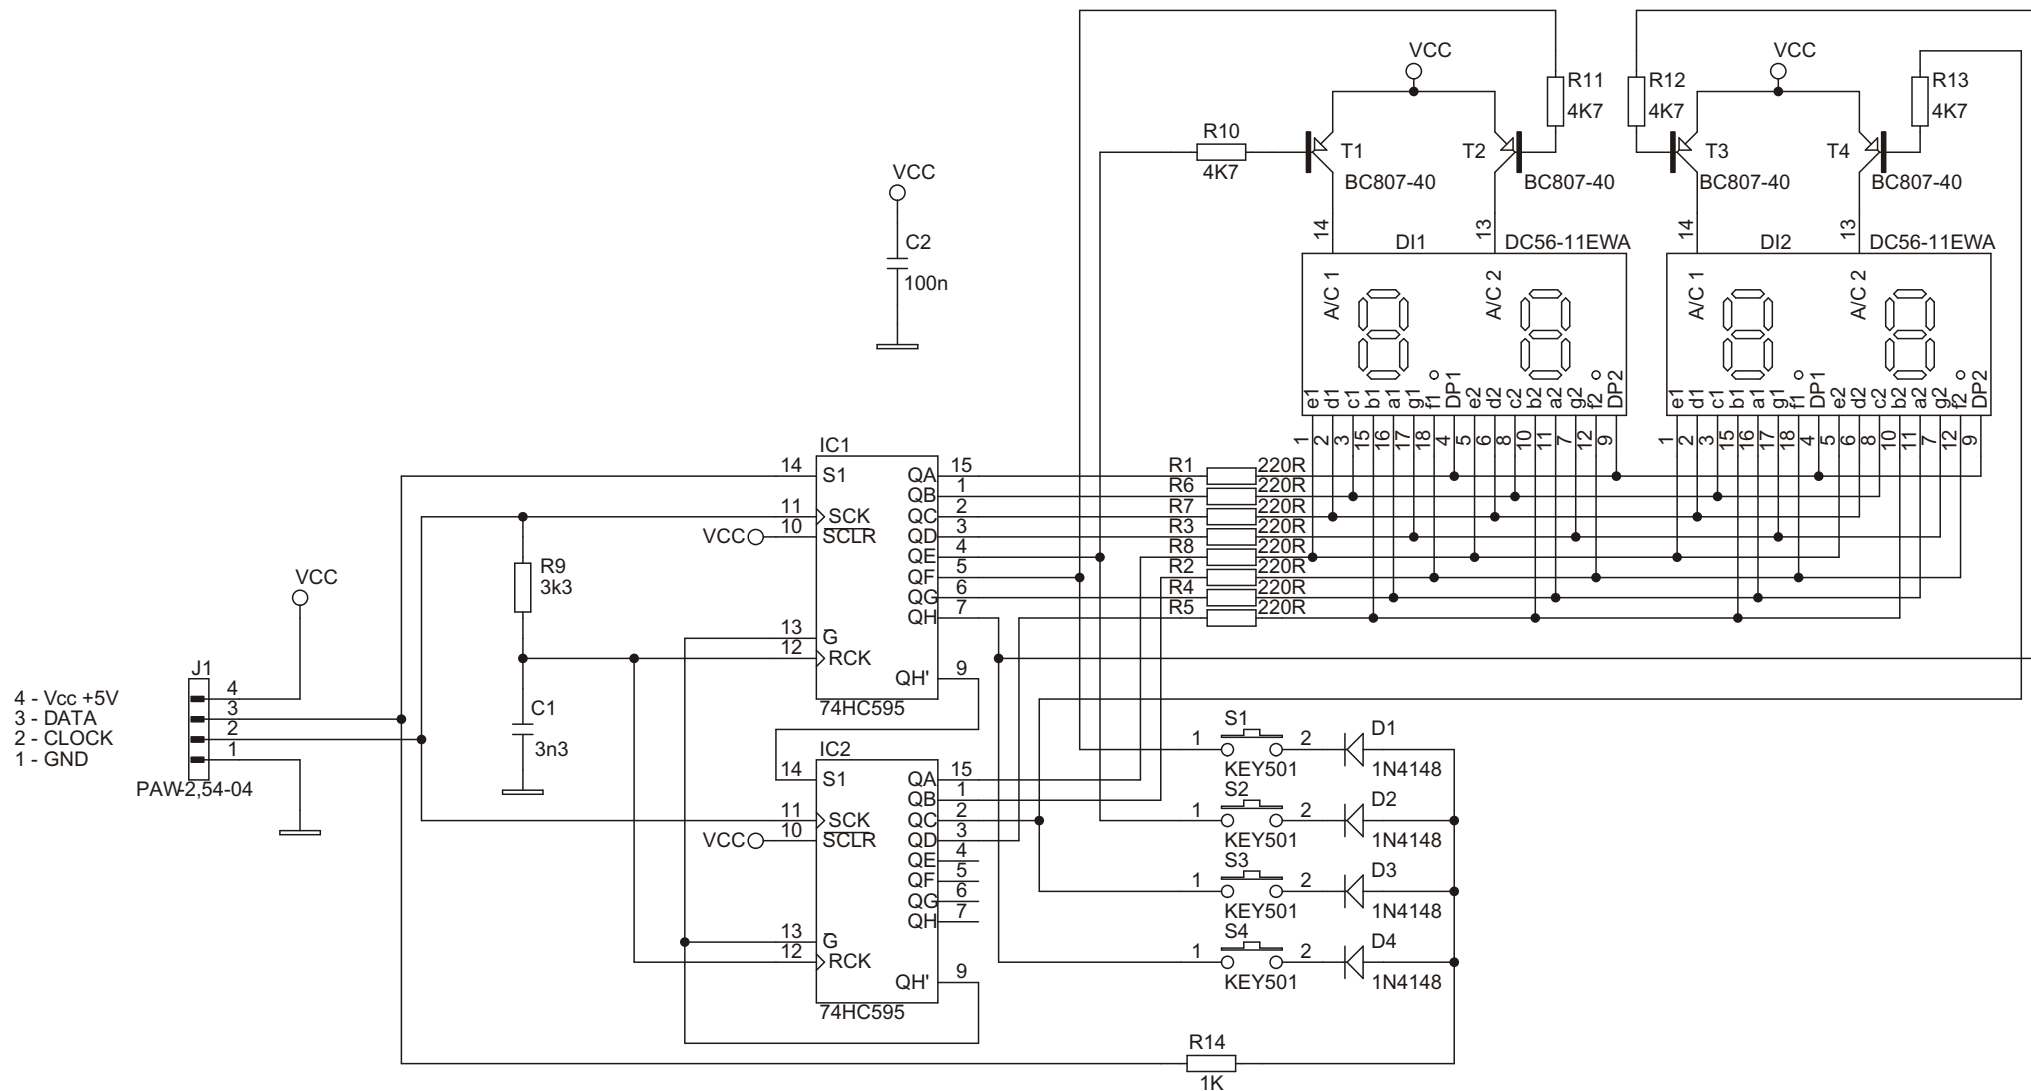 VCC
VCC
R11
4K7
R12
4K7
R13
4K7
R10
4K7
T1
BC807-40
T2
BC807-40
T3
BC807-40
T4
BC807-40
VCC
C2
100n
14
DI1
13
DC56-11EWA
14
DI2
13
DC56-11EWA
A/C 1
A/C 2
A/C 1
A/C 2
e1 d1 c1 b1 a1 g1 f1 DP1 e2 d2 c2 b2 a2 g2 f2 DP2
e1 d1 c1 b1 a1 g1 f1 DP1 e2 d2 c2 b2 a2 g2 f2 DP2
1 2 3 15 16 17 18 4 5 6 8 10 11 7 12 9
1 2 3 15 16 17 18 4 5 6 8 10 11 7 12 9
IC1
14 S1
11 SCK
VCC 10 SCLR
13 G
12 RCK
QA 15
QB 1
QC 2
QD 3
QE 4
QF 5
QG 6
QH 7
QH' 9
74HC595
R1 220R
R6 220R
R7 220R
R3 220R
R8 220R
R2 220R
R4 220R
R5 220R
R9
3k3
C1
3n3
VCC
J1
4
3
2
1
4 - Vcc +5V
3 - DATA
2 - CLOCK
1 - GND
PAW-2,54-04
IC2
14 S1
11 SCK
VCC 10 SCLR
13 G
12 RCK
QA 15
QB 1
QC 2
QD 3
QE 4
QF 5
QG 6
QH 7
QH' 9
74HC595
S1
1 2
KEY501
D1
1N4148
S2
1 2
KEY501
D2
1N4148
S3
1 2
KEY501
D3
1N4148
S4
1 2
KEY501
D4
1N4148
R14
1K